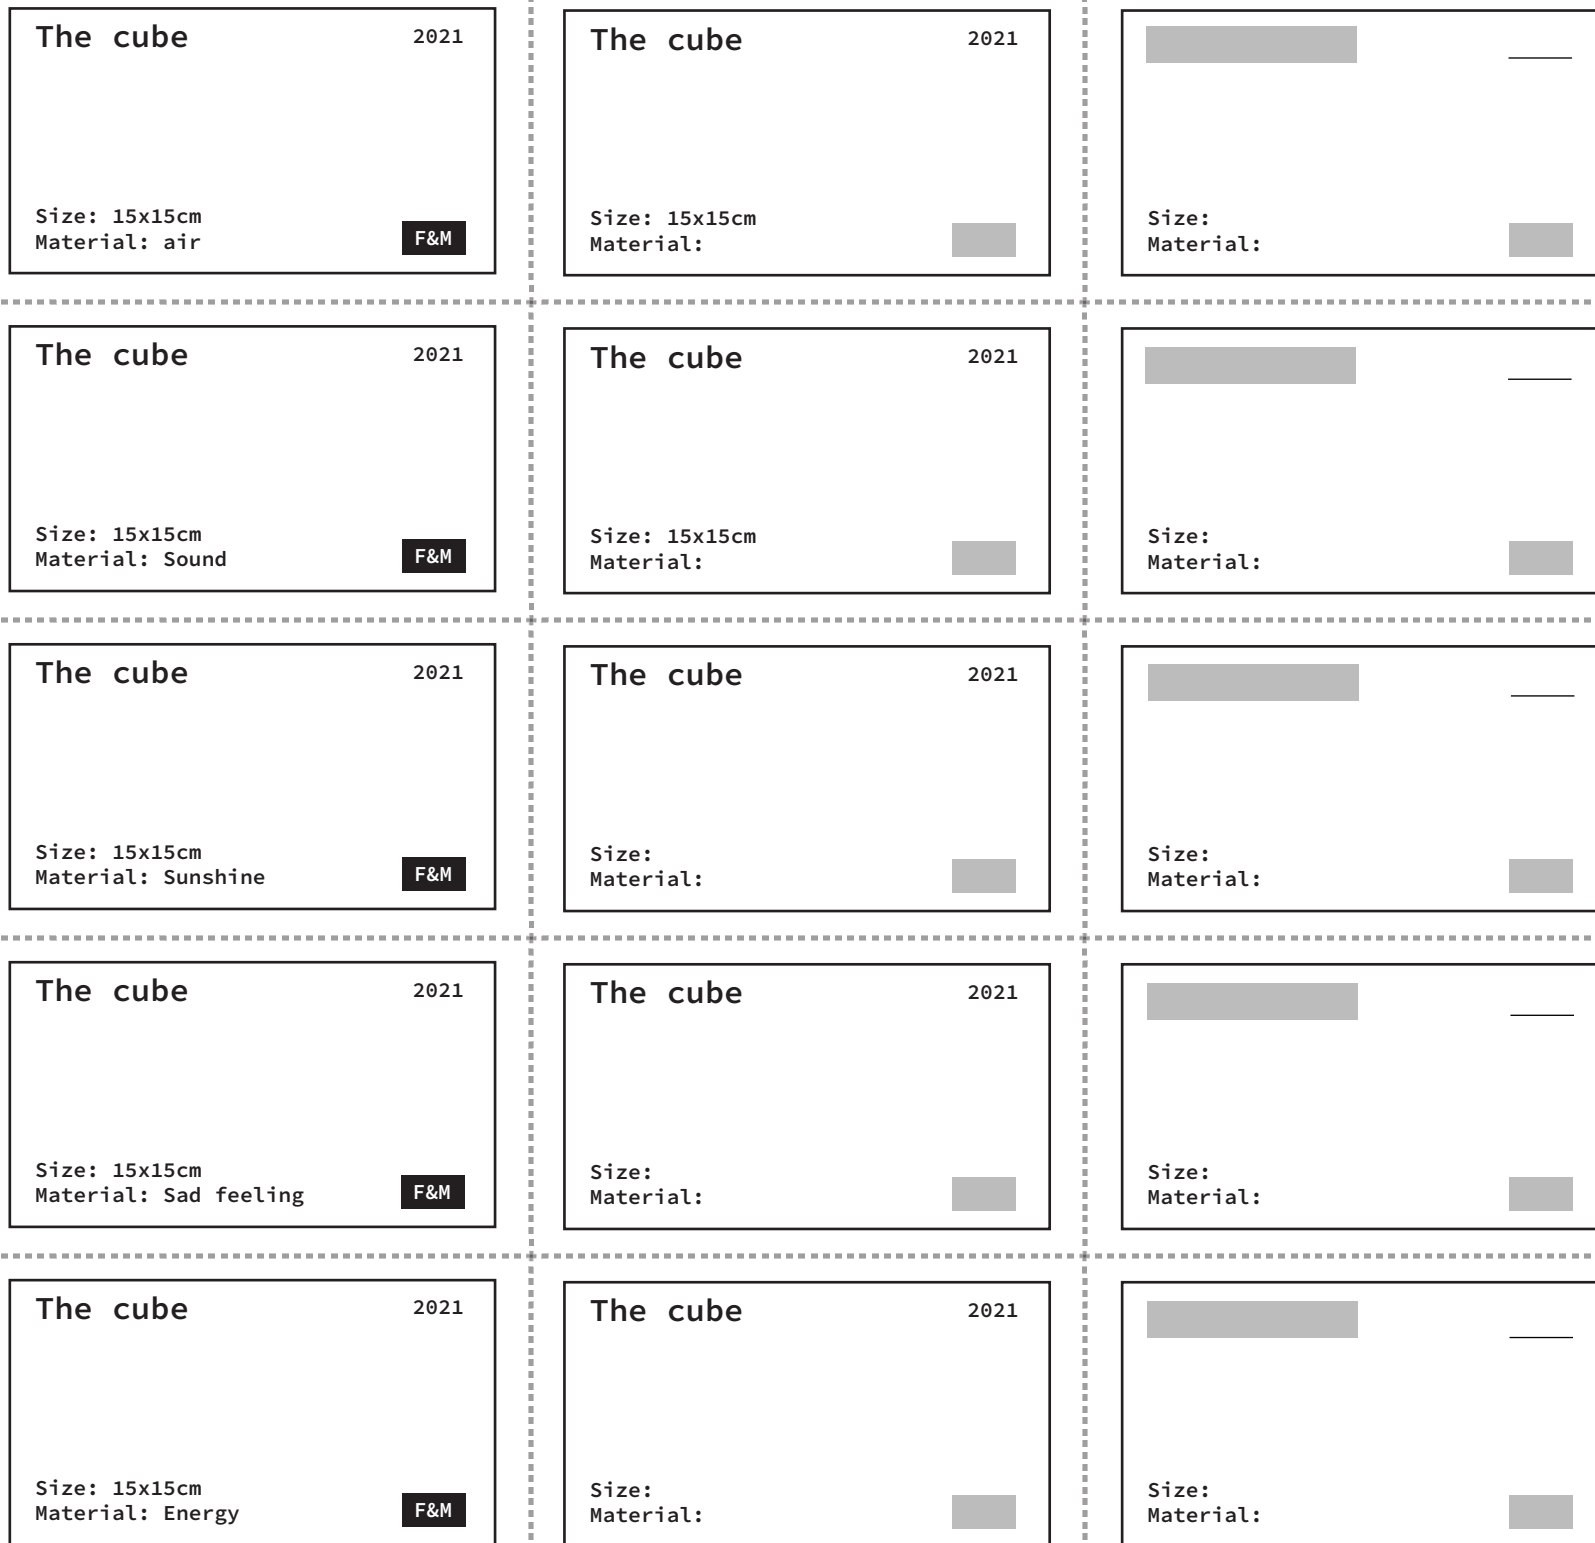 The cube 2021
Size: 15x15cm
Material: air
F&M
The cube 2021
Size: 15x15cm
Material:
Size:
Material:
The cube 2021
Size: 15x15cm
Material: Sound
F&M
The cube 2021
Size: 15x15cm
Material:
Size:
Material:
The cube 2021
Size: 15x15cm
Material: Sunshine
F&M
The cube 2021
Size:
Material:
Size:
Material:
The cube 2021
Size: 15x15cm
Material: Sad feeling
F&M
The cube 2021
Size:
Material:
Size:
Material:
The cube 2021
Size: 15x15cm
Material: Energy
F&M
The cube 2021
Size:
Material:
Size:
Material: